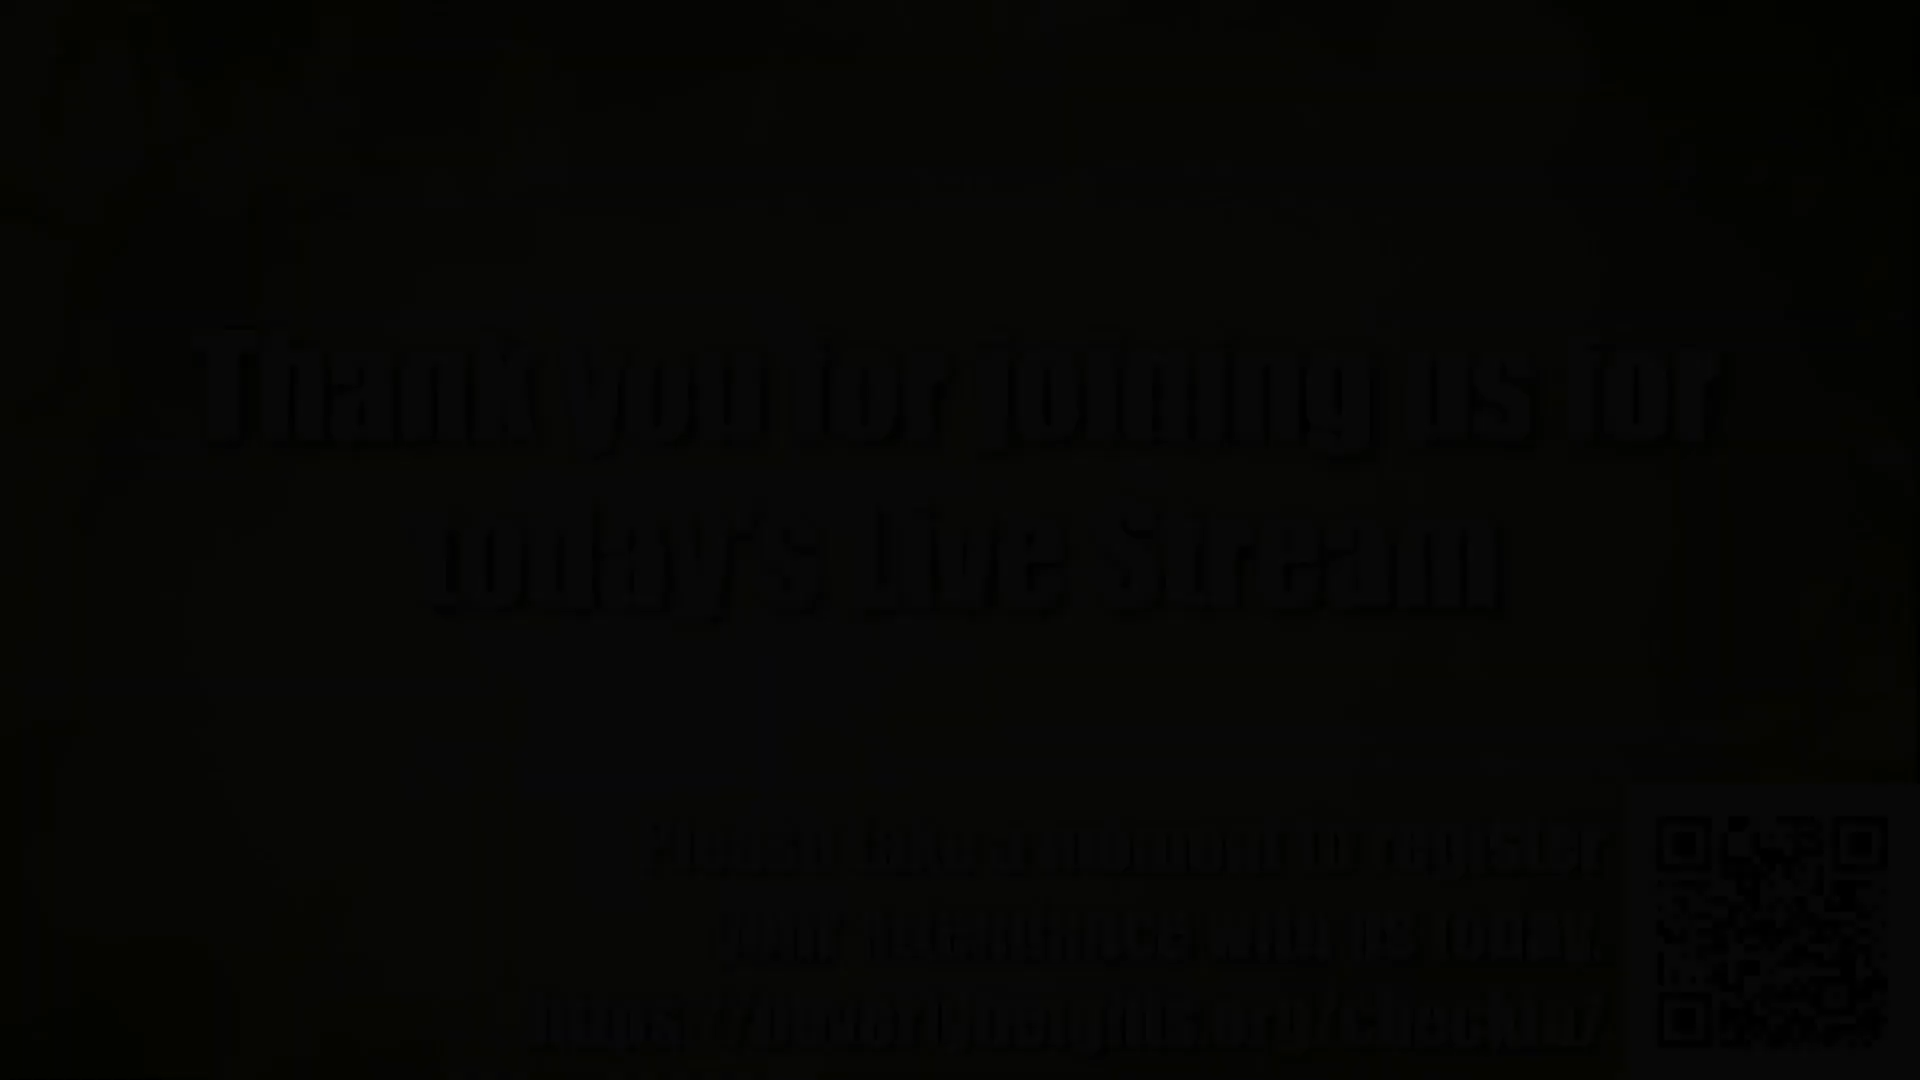 Thank you for joining us for
today's Live Stream
Please take a moment to register
your attendance with us today.